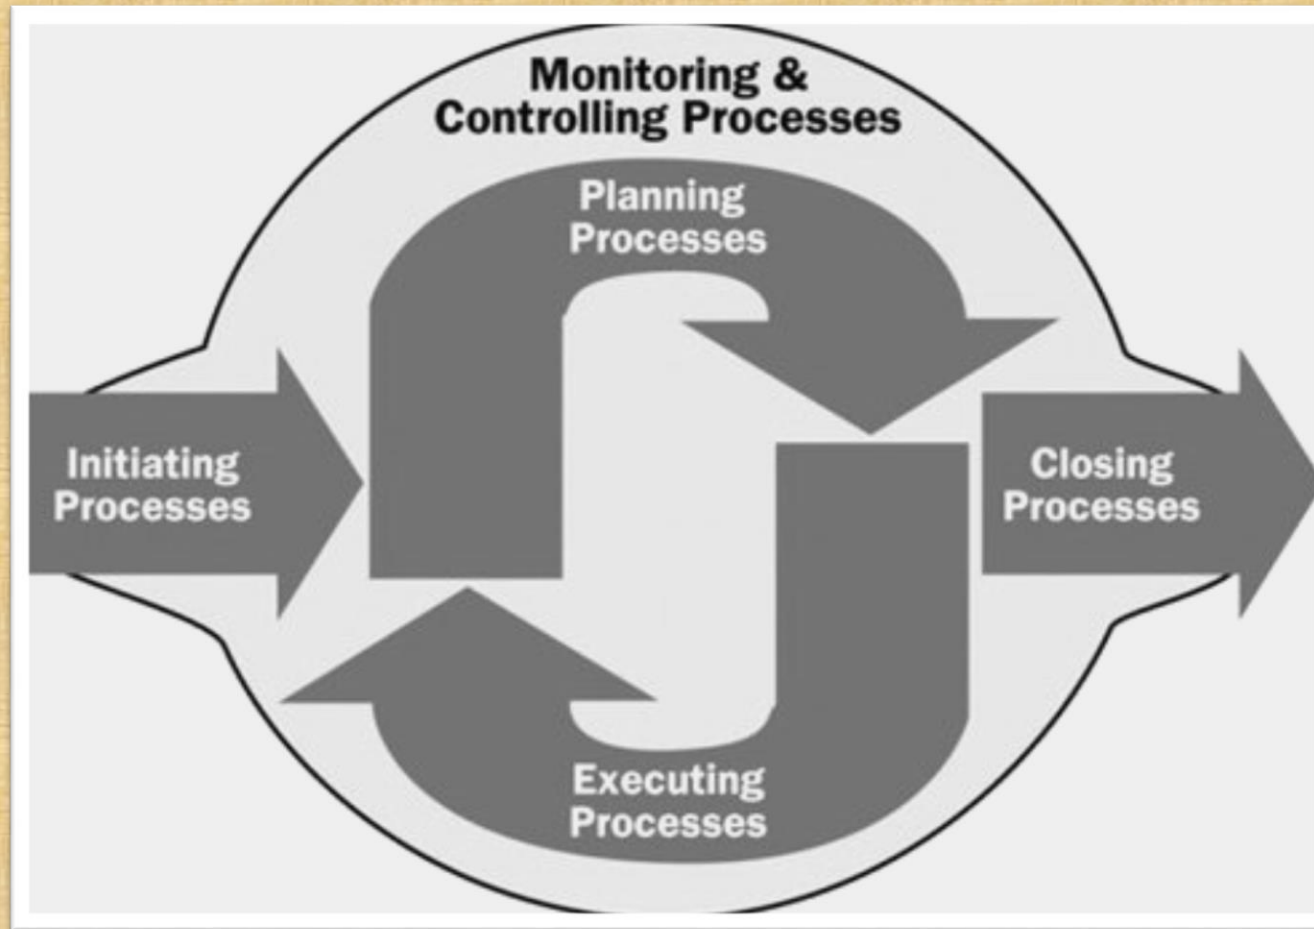 Monitoring &
Controlling Processes
Planning
Processes
Initiating
Processes
Closing
Processes
Executing
Processes